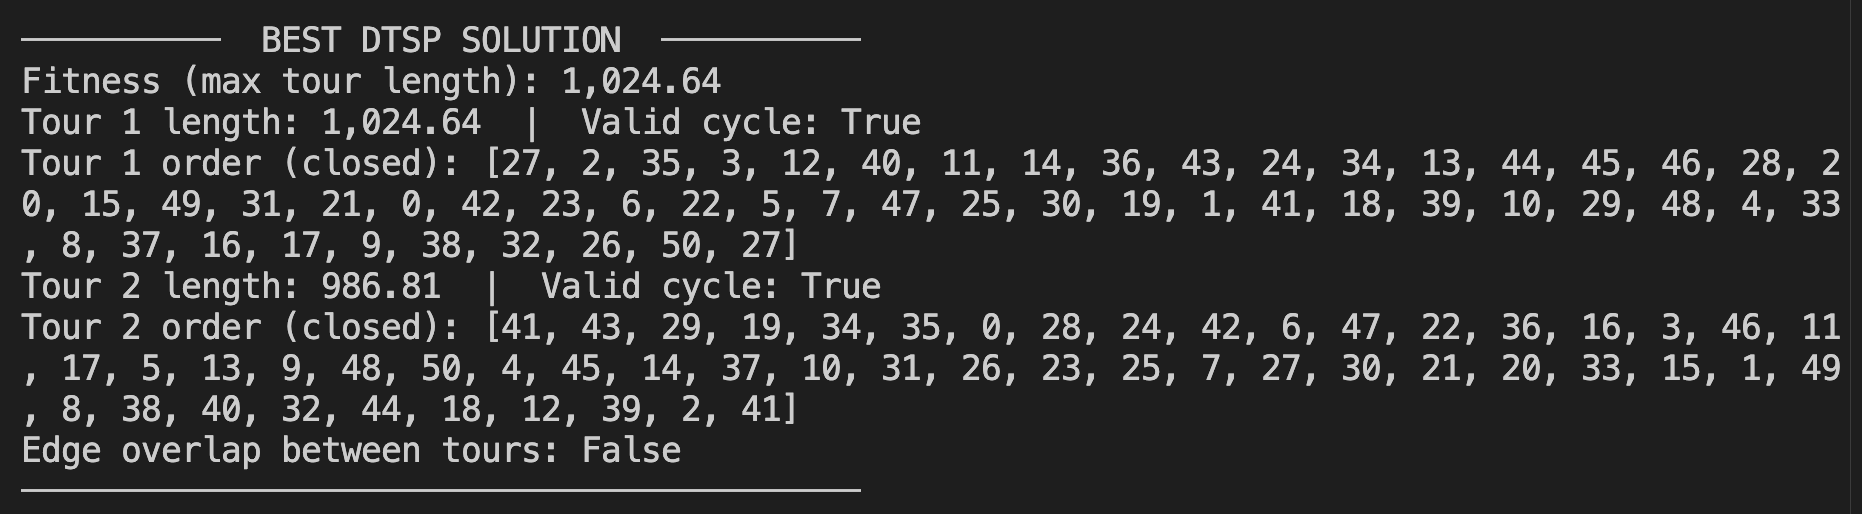 BEST DTSP SOLUTION
Fitness (max tour length): 1,024.64
Tour 1 length: 1,024.64  |  Valid cycle: True
Tour 1 order (closed): [27, 2, 35, 3, 12, 40, 11, 14, 36, 43, 24, 34, 13, 44, 45, 46, 28, 2
0, 15, 49, 31, 21, 0, 42, 23, 6, 22, 5, 7, 47, 25, 30, 19, 1, 41, 18, 39, 10, 29, 48, 4, 33
, 8, 37, 16, 17, 9, 38, 32, 26, 50, 27]
Tour 2 length: 986.81  |  Valid cycle: True
Tour 2 order (closed): [41, 43, 29, 19, 34, 35, 0, 28, 24, 42, 6, 47, 22, 36, 16, 3, 46, 11
, 17, 5, 13, 9, 48, 50, 4, 45, 14, 37, 10, 31, 26, 23, 25, 7, 27, 30, 21, 20, 33, 15, 1, 49
, 8, 38, 40, 32, 44, 18, 12, 39, 2, 41]
Edge overlap between tours: False